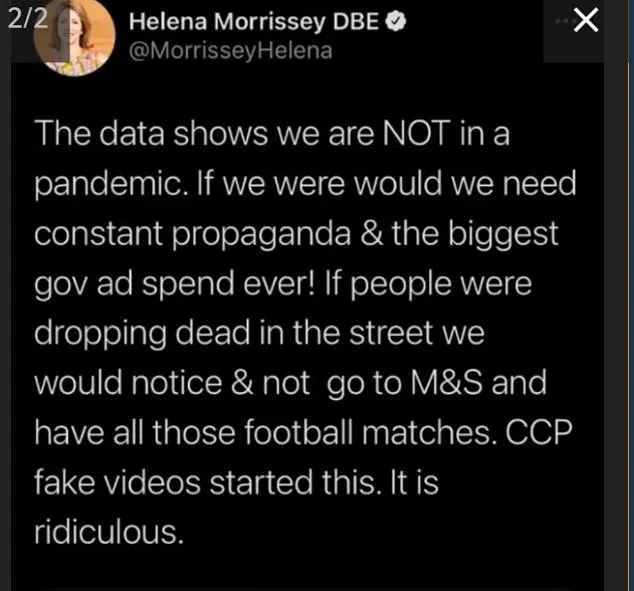 2/2
Helena Morrissey DBE
@MorrisseyHelena
The data shows we are NOT in a
pandemic. If we were would we need
constant propaganda & the biggest
gov ad spend ever! If people were
dropping dead in the street we
would notice & not go to M&S and
have all those football matches. CCP
fake videos started this. It is
ridiculous.